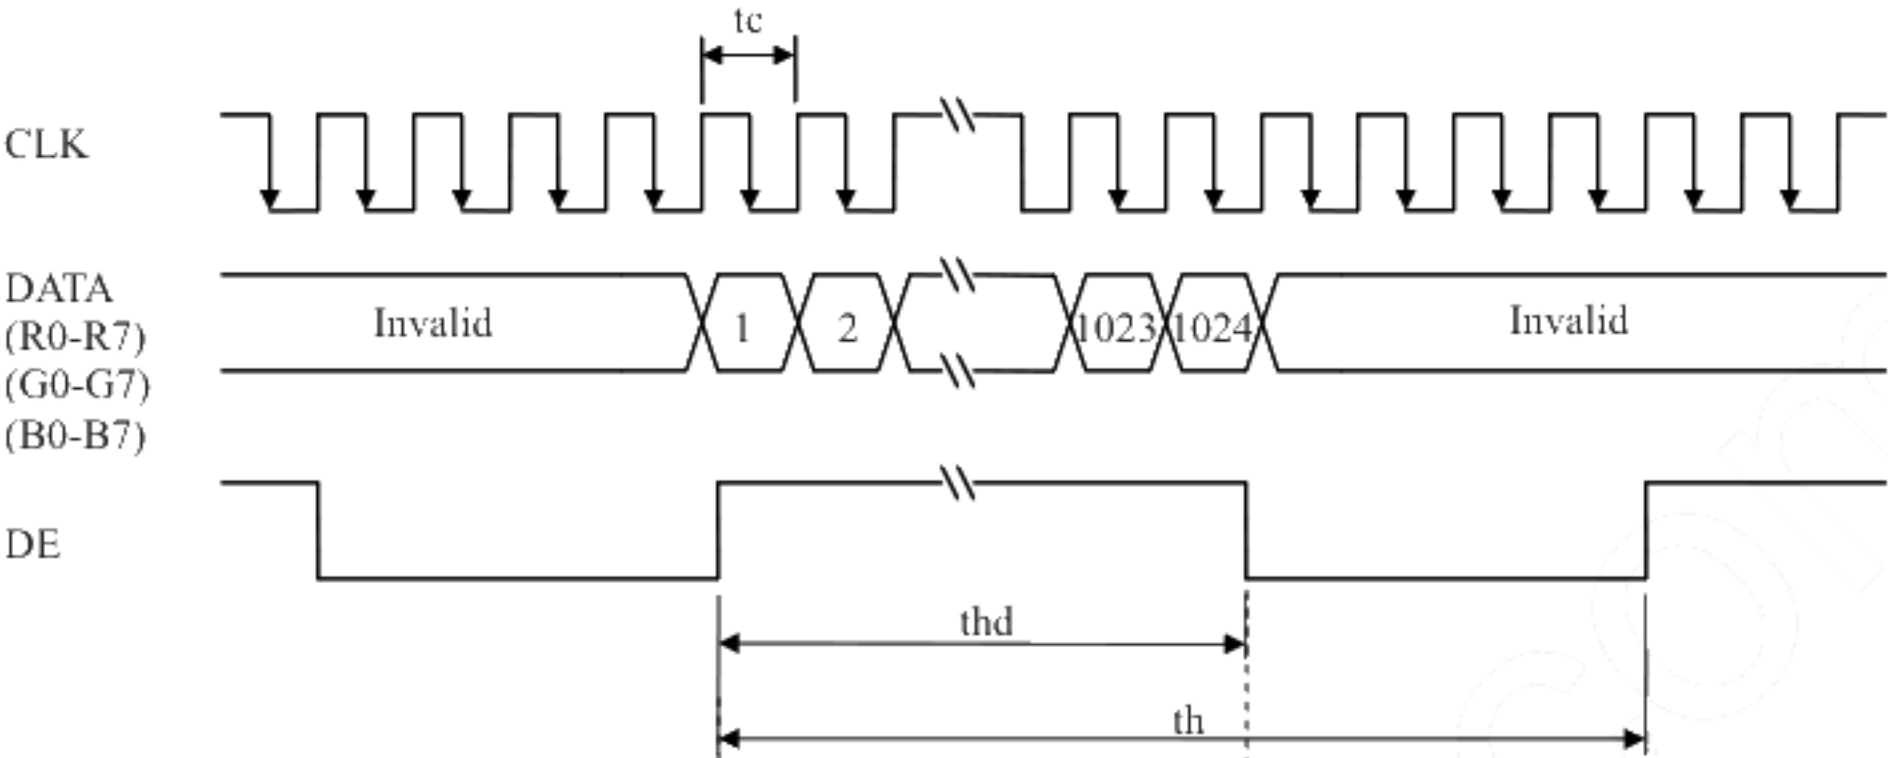 tc
CLK
DATA
(R0-R7)
(G0-G7)
(B0-B7)
Invalid 1 2 1023 1024 Invalid
DE
thd
th